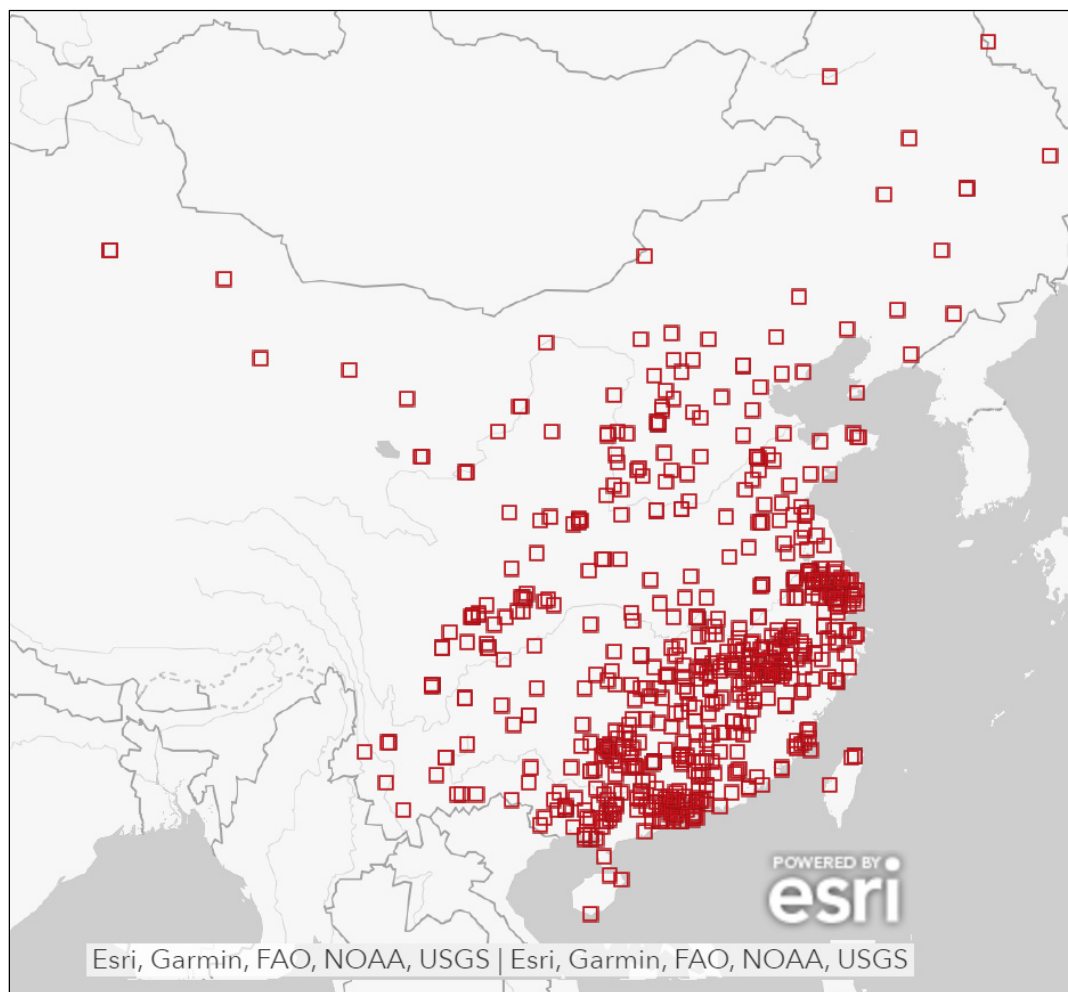 POWERED BY
esri
Esri, Garmin, FAO, NOAA, USGS | Esri, Garmin, FAO, NOAA, USGS